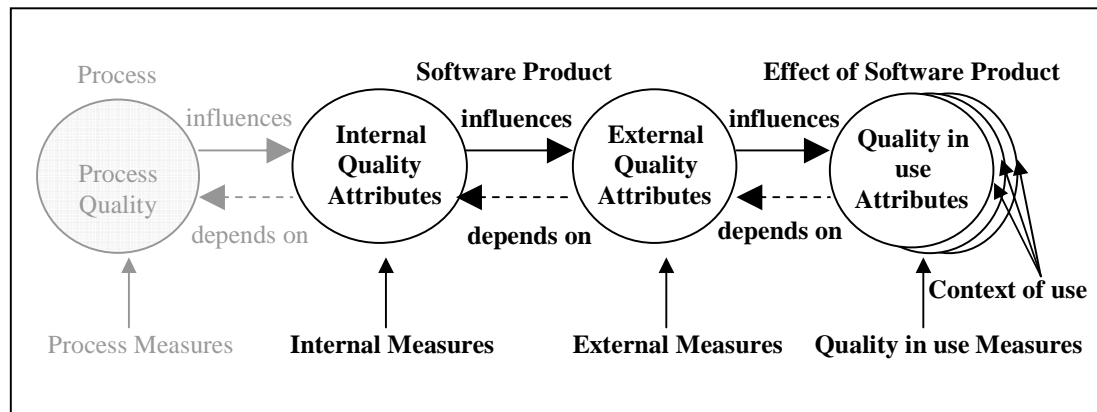 Process
Software Product
Effect of Software Product
influences
influences
influences
Process
Quality
Internal
Quality
Attributes
External
Quality
Attributes
Quality in
use
Attributes
depends on
depends on
depends on
Context of use
Process Measures
Internal Measures
External Measures
Quality in use Measures